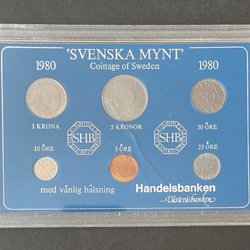 'SVENSKA MYNT'
1980 Coinage of Sweden 1980
1 KRONA 5 KRONOR 50 ÖRE
10 ÖRE 5 ÖRE 25 ÖRE
SHB SHB
med vänlig hälsning Handelsbanken